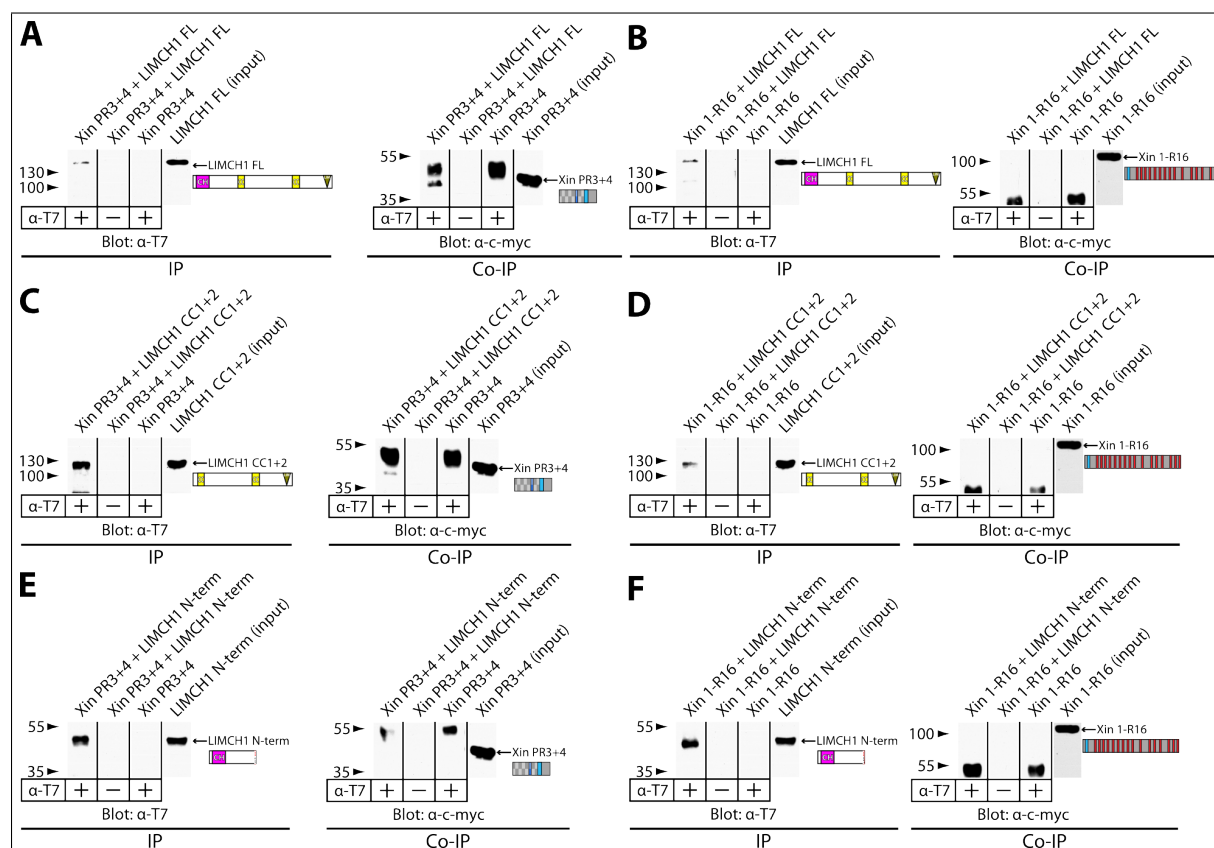 A
Xin PR3+4 + LIMCH1 FL
Xin PR3+4 + LIMCH1 FL
Xin PR3+4
LIMCH1 FL (input)
130
100
LIMCH1 FL
CH
α-T7 + − +
Blot: α-T7
IP
Xin PR3+4 + LIMCH1 FL
Xin PR3+4 + LIMCH1 FL
Xin PR3+4
Xin PR3+4 (input)
55
35
Xin PR3+4
+ − +
Blot: α-c-myc
Co-IP
B
Xin 1-R16 + LIMCH1 FL
Xin 1-R16 + LIMCH1 FL
Xin 1-R16
LIMCH1 FL (input)
130
100
LIMCH1 FL
CH
α-T7 + − +
Blot: α-T7
IP
Xin 1-R16 + LIMCH1 FL
Xin 1-R16 + LIMCH1 FL
Xin 1-R16
Xin 1-R16 (input)
100
55
Xin 1-R16
+ − +
Blot: α-c-myc
Co-IP
C
Xin PR3+4 + LIMCH1 CC1+2
Xin PR3+4 + LIMCH1 CC1+2
Xin PR3+4
LIMCH1 CC1+2 (input)
130
100
LIMCH1 CC1+2
α-T7 + − +
Blot: α-T7
IP
Xin PR3+4 + LIMCH1 CC1+2
Xin PR3+4 + LIMCH1 CC1+2
Xin PR3+4
Xin PR3+4 (input)
55
35
Xin PR3+4
α-T7 + − +
Blot: α-c-myc
Co-IP
D
Xin 1-R16 + LIMCH1 CC1+2
Xin 1-R16 + LIMCH1 CC1+2
Xin 1-R16
LIMCH1 CC1+2 (input)
130
100
LIMCH1 CC1+2
α-T7 + − +
Blot: α-T7
IP
Xin 1-R16 + LIMCH1 CC1+2
Xin 1-R16 + LIMCH1 CC1+2
Xin 1-R16
Xin 1-R16 (input)
100
55
Xin 1-R16
α-T7 + − +
Blot: α-c-myc
Co-IP
E
Xin PR3+4 + LIMCH1 N-term
Xin PR3+4 + LIMCH1 N-term
Xin PR3+4
LIMCH1 N-term (input)
55
35
LIMCH1 N-term
CH
α-T7 + − +
Blot: α-T7
IP
Xin PR3+4 + LIMCH1 N-term
Xin PR3+4 + LIMCH1 N-term
Xin PR3+4
Xin PR3+4 (input)
55
35
Xin PR3+4
α-T7 + − +
Blot: α-c-myc
Co-IP
F
Xin 1-R16 + LIMCH1 N-term
Xin 1-R16 + LIMCH1 N-term
Xin 1-R16
LIMCH1 N-term (input)
55
35
LIMCH1 N-term
CH
α-T7 + − +
Blot: α-T7
IP
Xin 1-R16 + LIMCH1 N-term
Xin 1-R16 + LIMCH1 N-term
Xin 1-R16
Xin 1-R16 (input)
100
55
Xin 1-R16
α-T7 + − +
Blot: α-c-myc
Co-IP